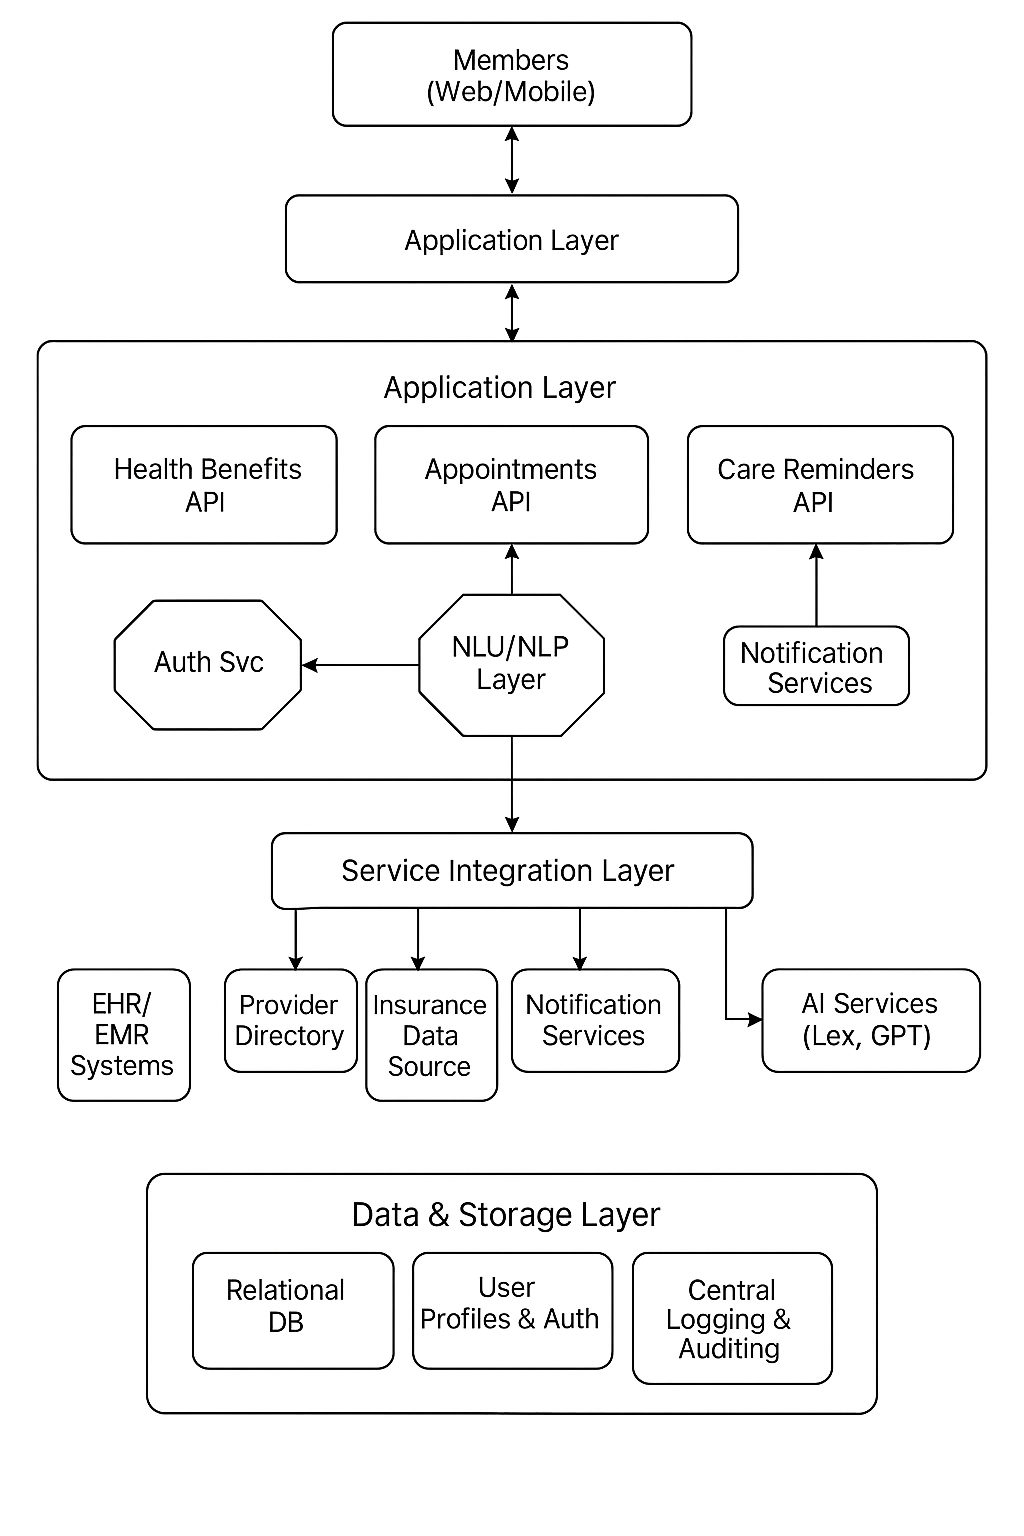 Members
(Web/Mobile)
Application Layer
Application Layer
Health Benefits
API
Appointments
API
Care Reminders
API
Auth Svc
NLU/NLP
Layer
Notification
Services
Service Integration Layer
EHR/
EMR
Systems
Provider
Directory
Insurance
Data
Source
Notification
Services
AI Services
(Lex, GPT)
Data & Storage Layer
Relational
DB
User
Profiles & Auth
Central
Logging &
Auditing